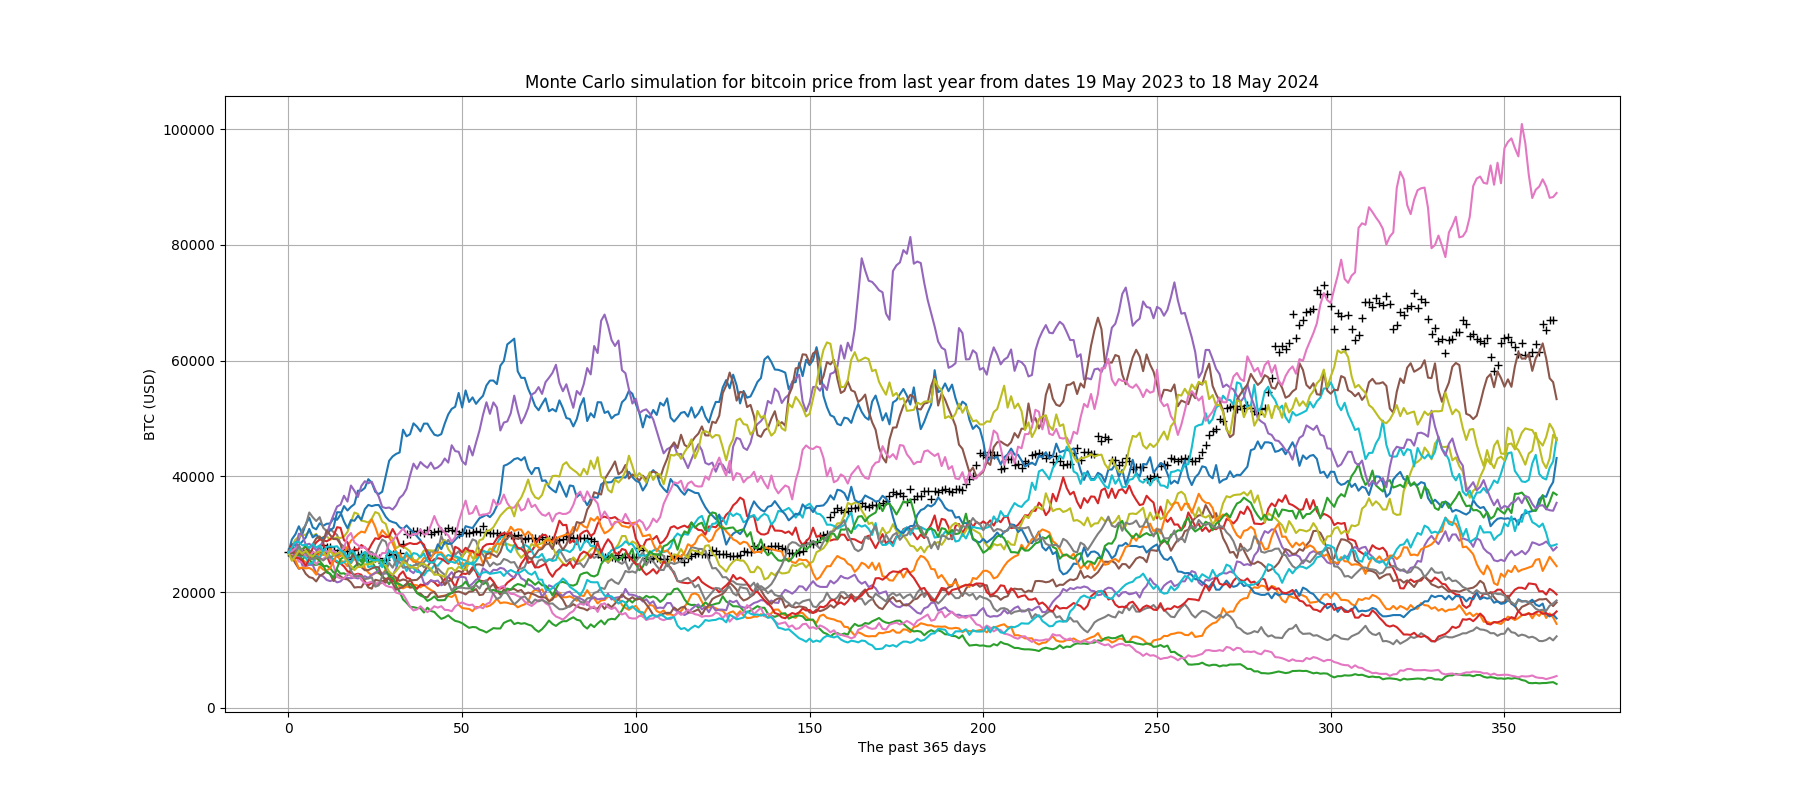 Monte Carlo simulation for bitcoin price from last year from dates 19 May 2023 to 18 May 2024
100000
80000
60000
40000
20000
0
BTC (USD)
0 50 100 150 200 250 300 350
The past 365 days